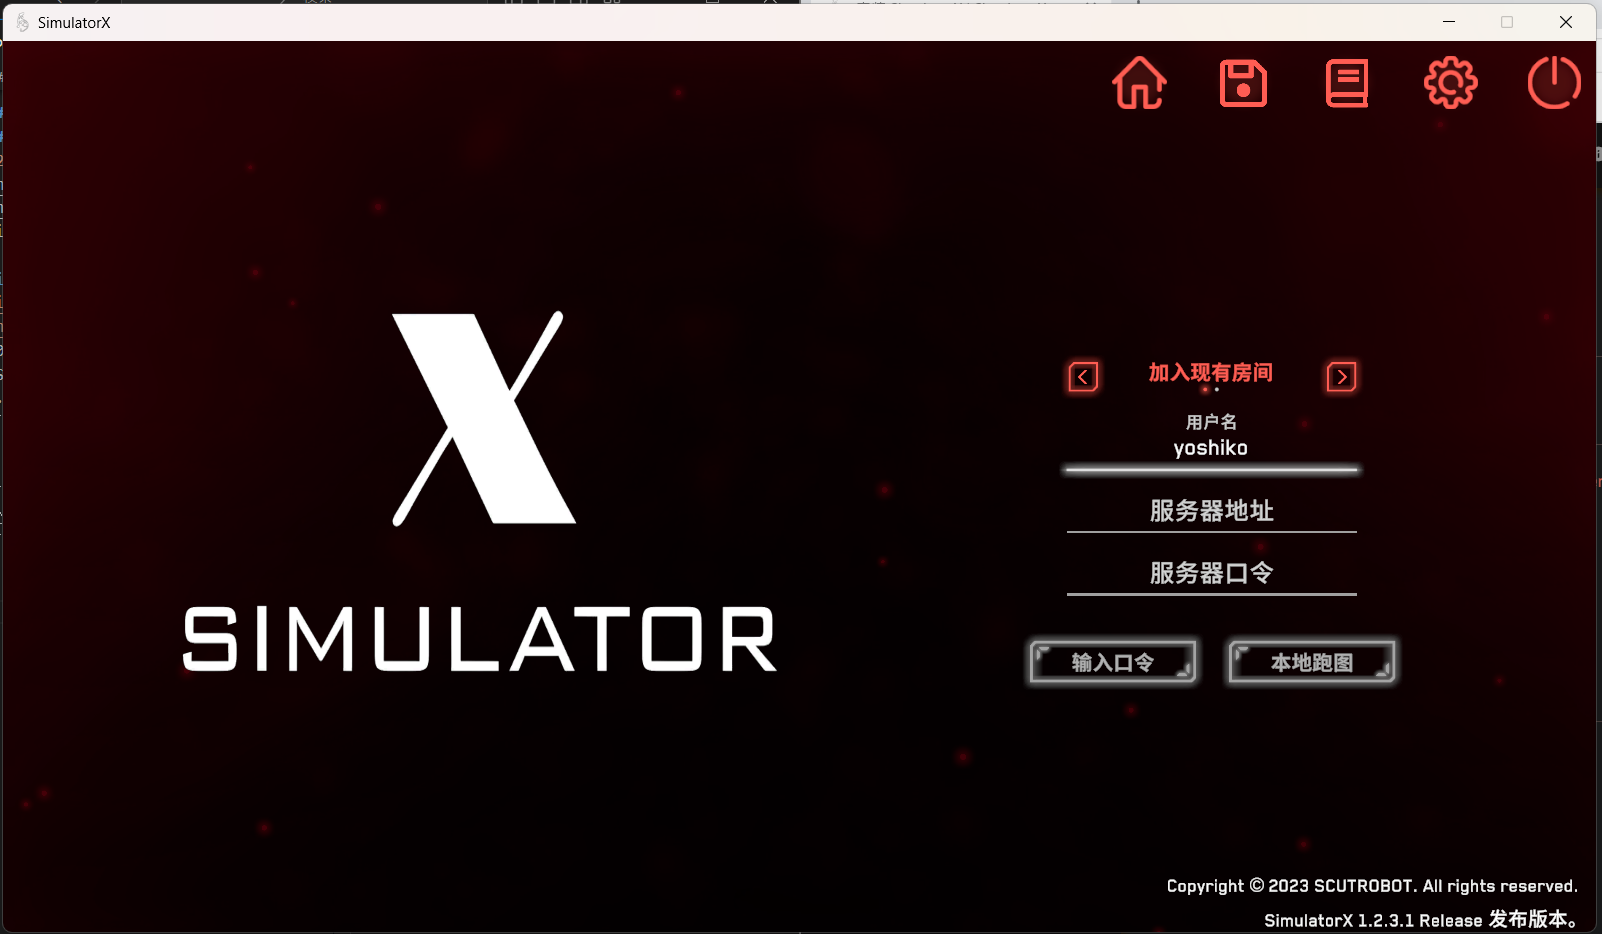 SimulatorX
X
SIMULATOR
加入现有房间
用户名
yoshiko
服务器地址
服务器口令
输入口令
本地跑图
Copyright © 2023 SCUTROBOT. All rights reserved.
SimulatorX 1.2.3.1 Release 发布版本。